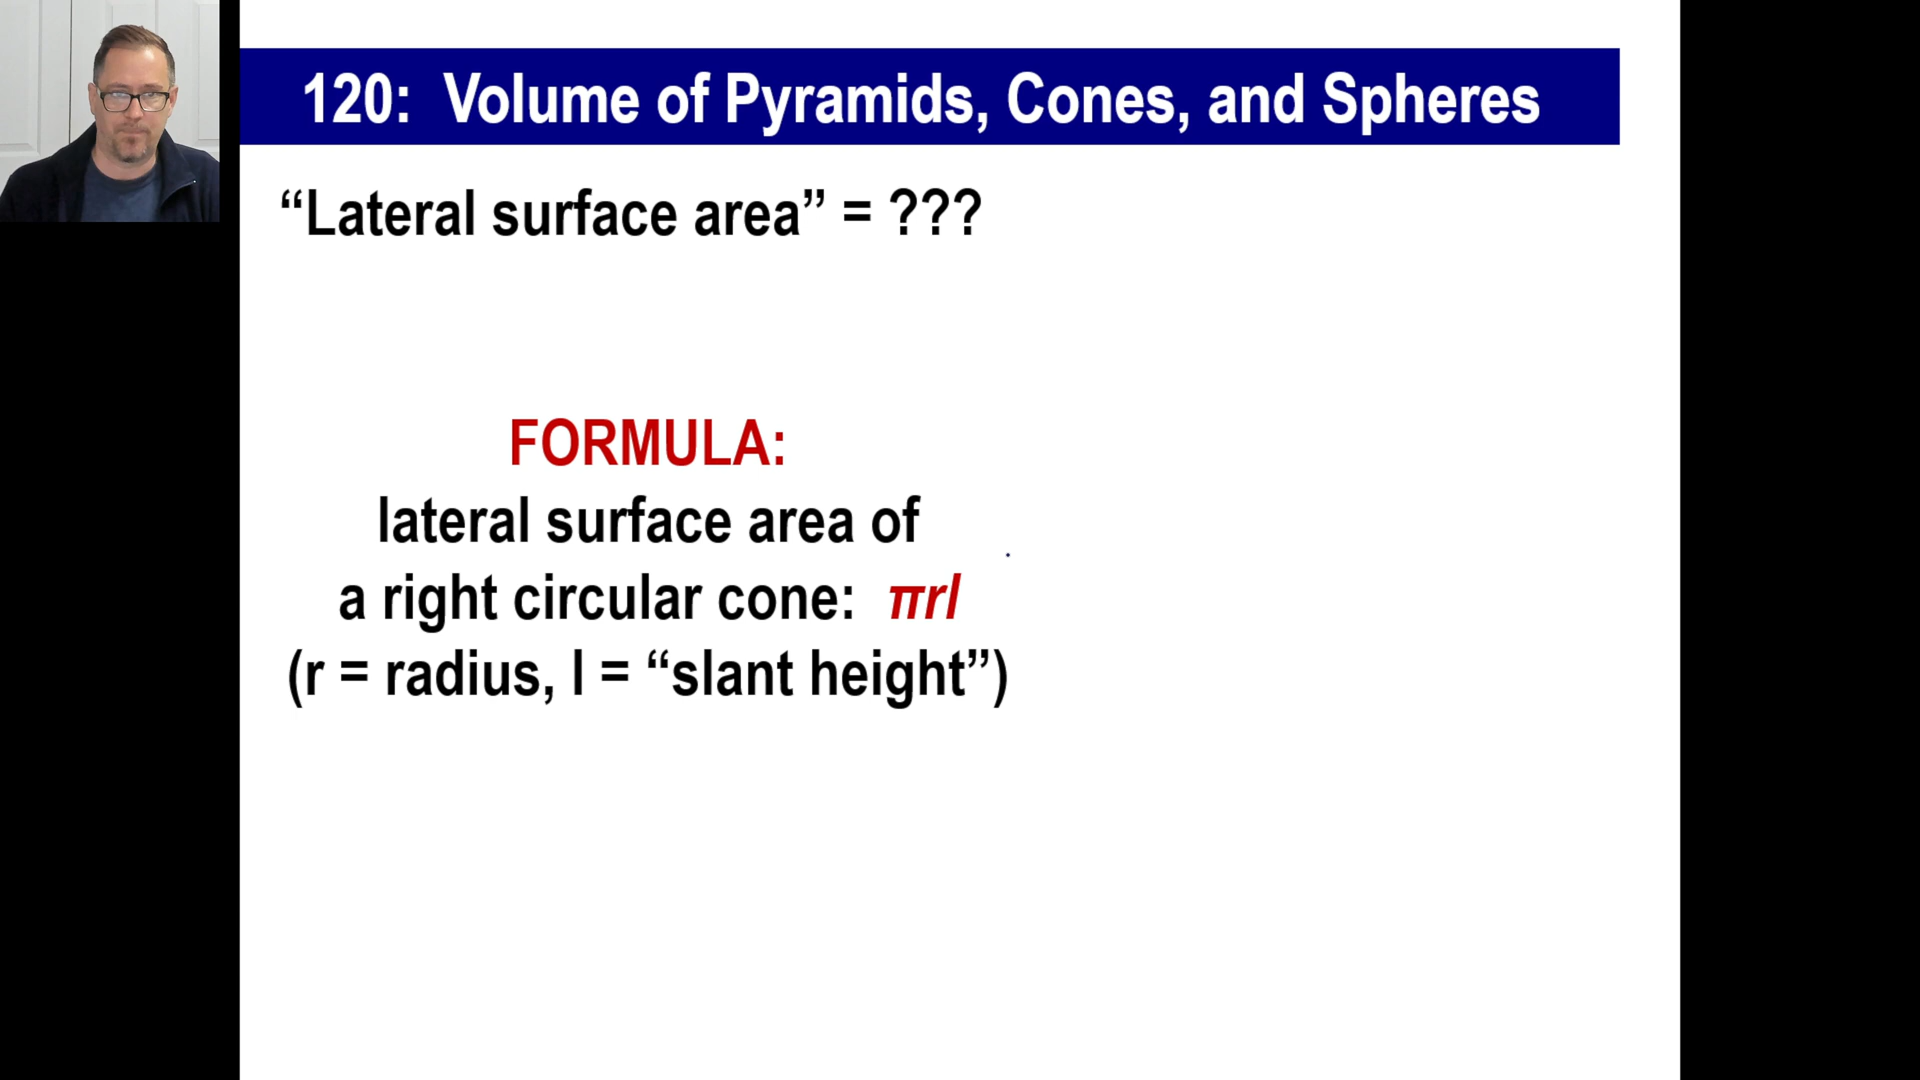 120: Volume of Pyramids, Cones, and Spheres
“Lateral surface area” = ???
FORMULA:
lateral surface area of
a right circular cone: πrl
(r = radius, l = “slant height”)